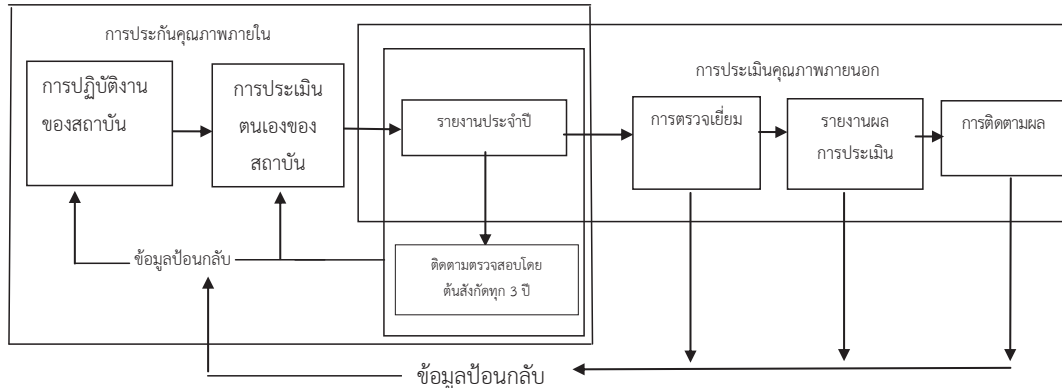 การประกันคุณภาพภายใน
การประเมินคุณภาพภายนอก
การปฏิบัติงาน
ของสถาบัน
การประเมิน
ตนเองของ
สถาบัน
รายงานประจำปี
การตรวจเยี่ยม
รายงานผล
การประเมิน
การติดตามผล
ข้อมูลป้อนกลับ
ติดตามตรวจสอบโดย
ต้นสังกัดทุก 3 ปี
ข้อมูลป้อนกลับ